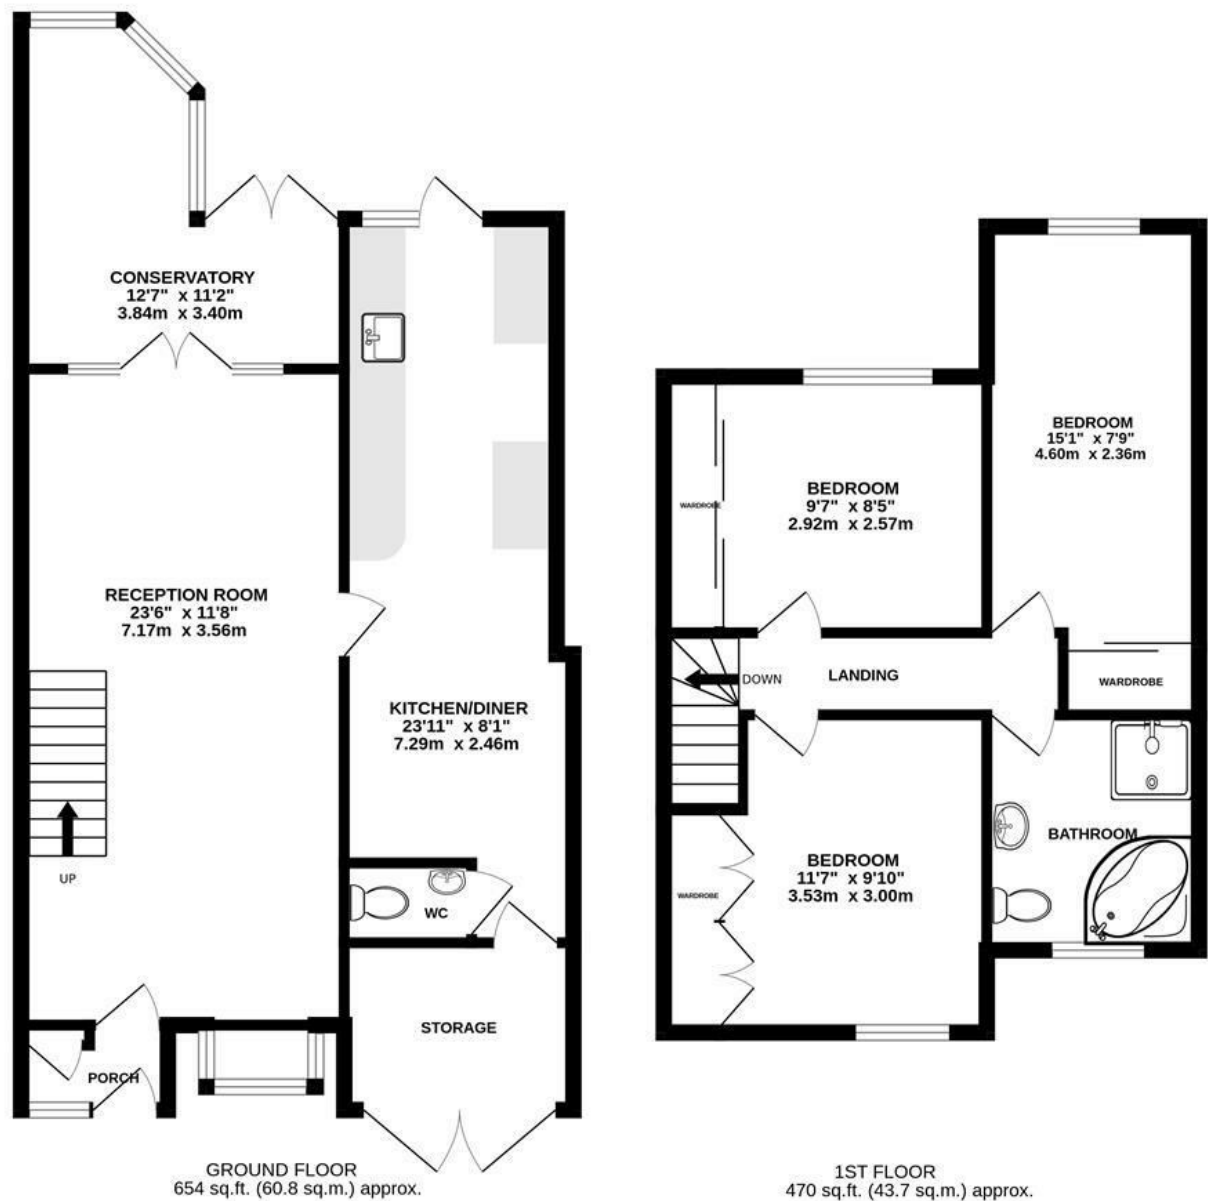 CONSERVATORY
12'7" x 11'2"
3.84m x 3.40m
RECEPTION ROOM
23'6" x 11'8"
7.17m x 3.56m
UP
KITCHEN/DINER
23'11" x 8'1"
7.29m x 2.46m
WC
STORAGE
PORCH
GROUND FLOOR
654 sq.ft. (60.8 sq.m.) approx.
BEDROOM
15'1" x 7'9"
4.60m x 2.36m
BEDROOM
9'7" x 8'5"
2.92m x 2.57m
WARDROBE
DOWN
LANDING
WARDROBE
BATHROOM
BEDROOM
11'7" x 9'10"
3.53m x 3.00m
WARDROBE
1ST FLOOR
470 sq.ft. (43.7 sq.m.) approx.